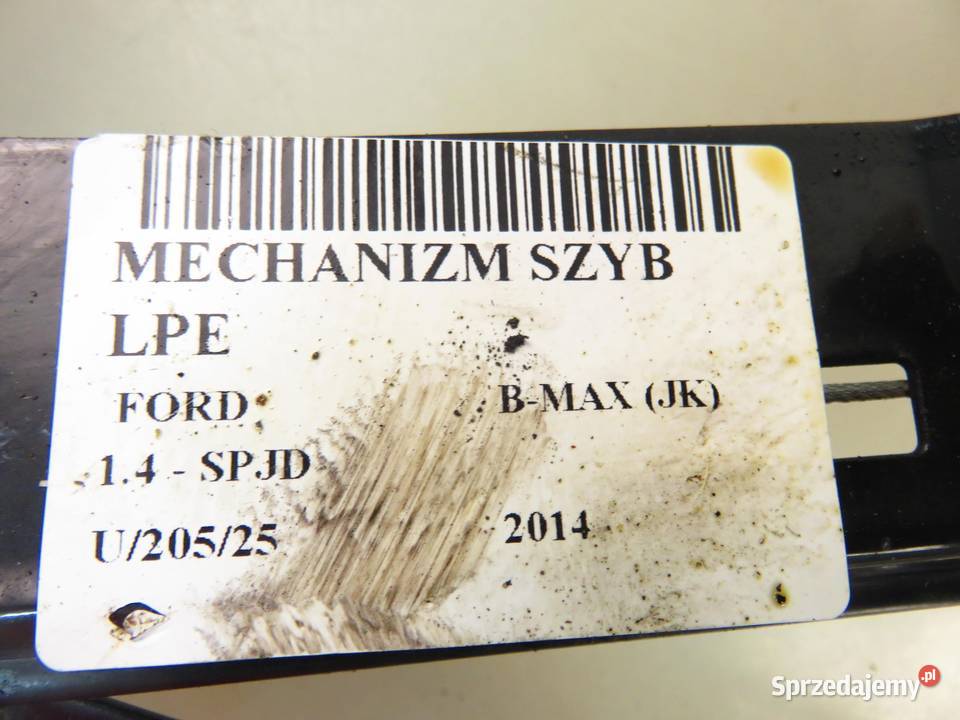 MECHANIZM SZYB
LPE
FORD B-MAX (JK)
1.4 - SPJD
U/205/25 2014
Sprzedajemy.pl